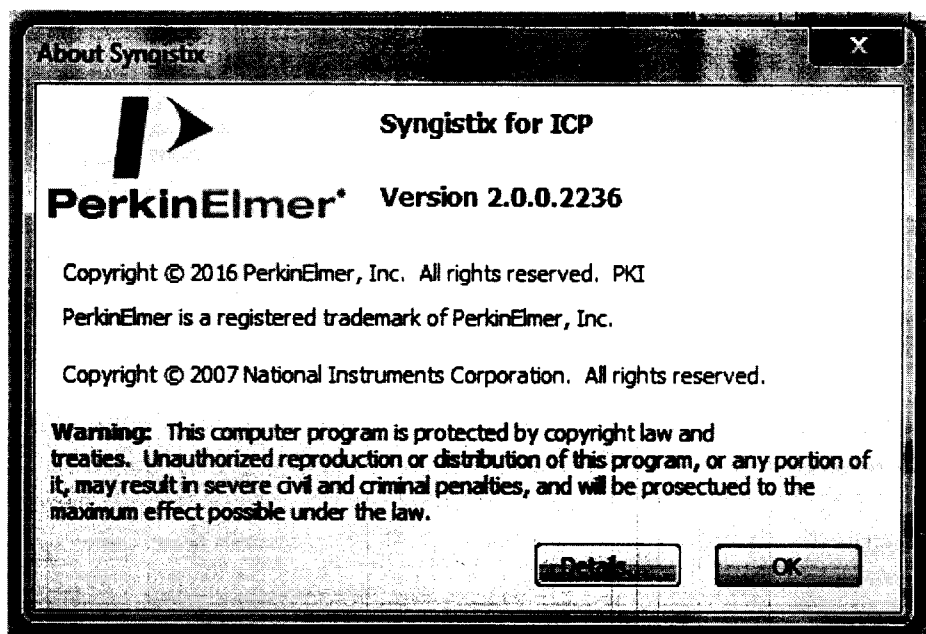 About Syngistix
X
Syngistix for ICP
PerkinElmer
Version 2.0.0.2236
Copyright © 2016 PerkinElmer, Inc. All rights reserved. PKI
PerkinElmer is a registered trademark of PerkinElmer, Inc.
Copyright © 2007 National Instruments Corporation. All rights reserved.
Warning: This computer program is protected by copyright law and
treaties. Unauthorized reproduction or distribution of this program, or any portion of
it, may result in severe civil and criminal penalties, and will be prosectued to the
maximum effect possible under the law.
Details... OK